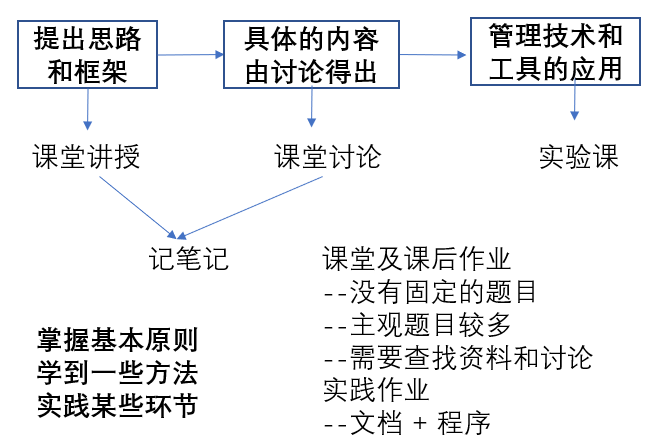 提出思路
和框架
具体的内容
由讨论得出
管理技术和
工具的应用
课堂讲授
课堂讨论
实验课
记笔记
课堂及课后作业
--没有固定的题目
--主观题目较多
--需要查找资料和讨论
实践作业
--文档 + 程序
掌握基本原则
学到一些方法
实践某些环节